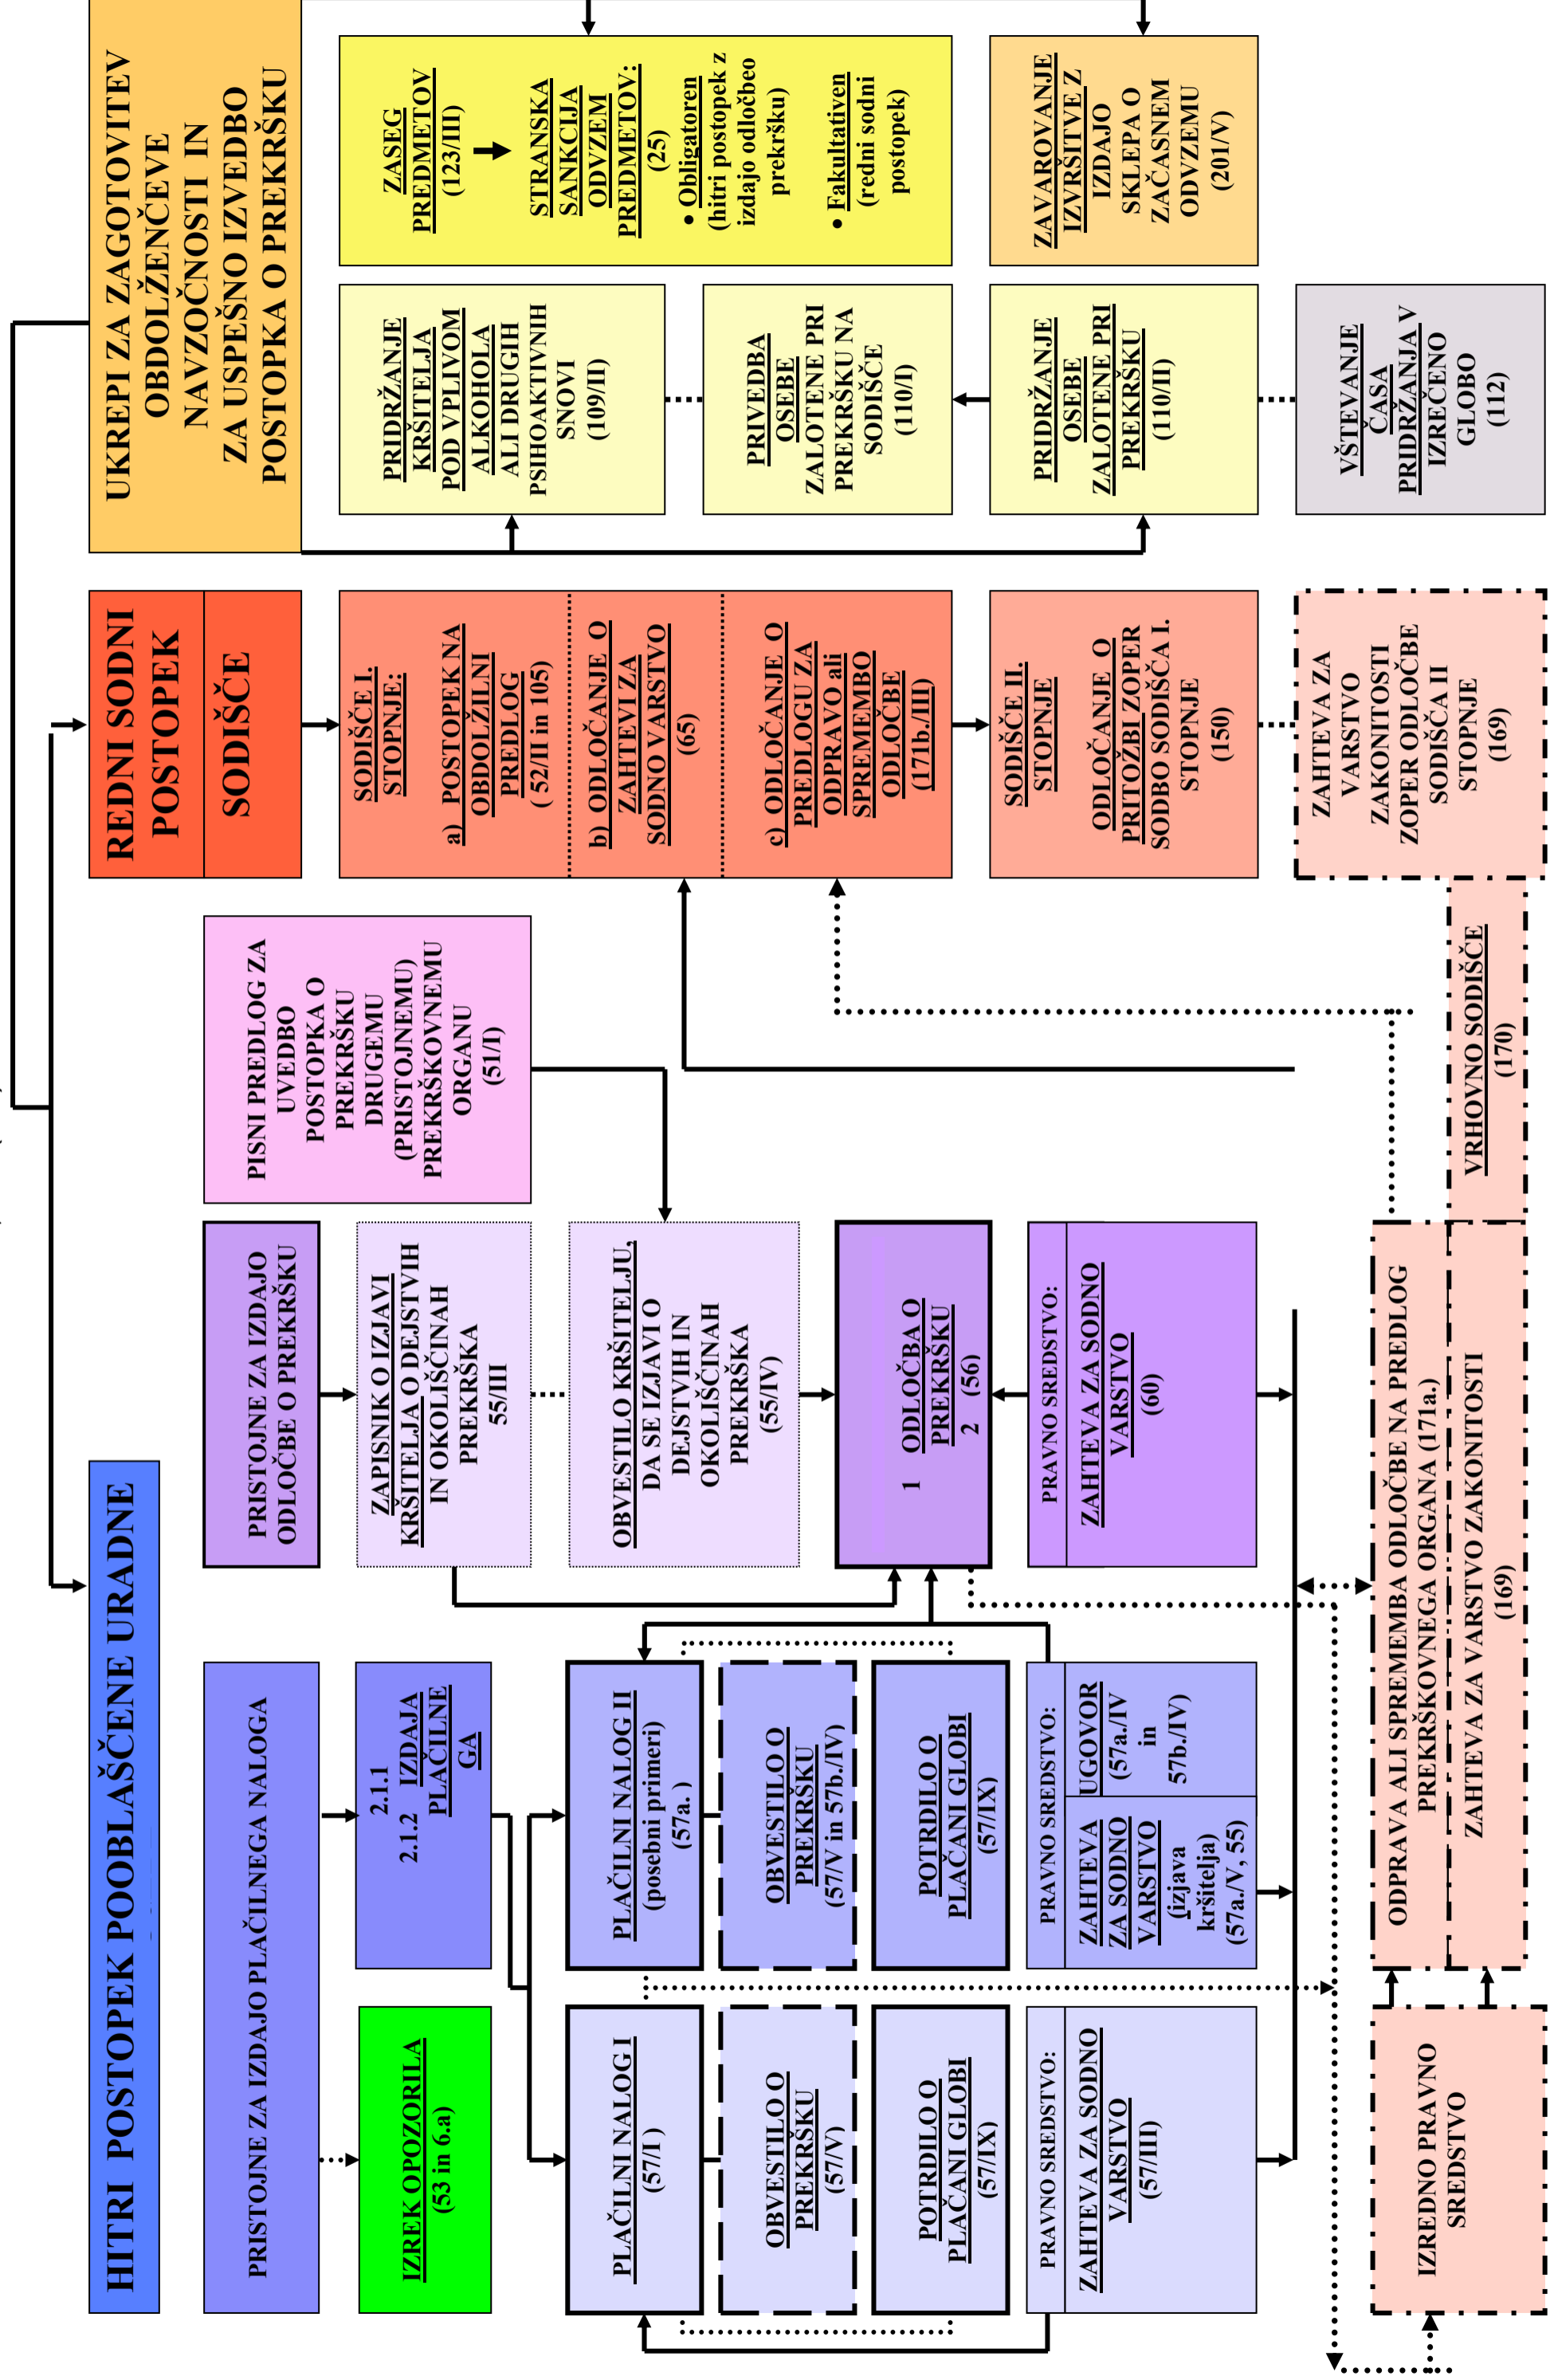 HITRI POSTOPEK POOBLAŠČENE URADNE
PRISTOJNE ZA IZDAJO PLAČILNEGA NALOGA
IZREK OPOZORILA
(53 in 6.a)
2.1.1
2.1.2 IZDAJA
PLAČILNE
GA
PLAČILNI NALOG I
(57/I )
OBVESTILO O
PREKRŠKU
(57/V)
POTRDILO O
PLAČANI GLOBI
(57/IX)
PRAVNO SREDSTVO:
ZAHTEVA ZA SODNO
VARSTVO
(57/III)
PLAČILNI NALOG II
(posebni primeri)
(57a. )
OBVESTILO O
PREKRŠKU
(57/V in 57b./IV)
POTRDILO O
PLAČANI GLOBI
(57/IX)
PRAVNO SREDSTVO:
ZAHTEVA
ZA SODNO
VARSTVO
(izjava
kršitelja)
(57a./V, 55)
UGOVOR
(57a./IV
in
57b./IV)
PRISTOJNE ZA IZDAJO
ODLOČBE O PREKRŠKU
ZAPISNIK O IZJAVI
KRŠITELJA O DEJSTVIH
IN OKOLIŠČINAH
PREKRŠKA
55/III
OBVESTILO KRŠITELJU,
DA SE IZJAVI O
DEJSTVIH IN
OKOLIŠČINAH
PREKRŠKA
(55/IV)
1 ODLOČBA O
PREKRŠKU
2 (56)
PRAVNO SREDSTVO:
ZAHTEVA ZA SODNO
VARSTVO
(60)
PISNI PREDLOG ZA
UVEDBO
POSTOPKA O
PREKRŠKU
DRUGEMU
(PRISTOJNEMU)
PREKRŠKOVNEMU
ORGANU
(51/I)
IZREDNO PRAVNO
SREDSTVO
ODPRAVA ALI SPREMEMBA ODLOČBE NA PREDLOG
PREKRŠKOVNEGA ORGANA (171a.)
ZAHTEVA ZA VARSTVO ZAKONITOSTI
(169)
VRHOVNO SODIŠČE
(170)
REDNI SODNI
POSTOPEK
SODIŠČE
SODIŠČE I.
STOPNJE:
a) POSTOPEK NA
OBDOLŽILNI
PREDLOG
( 52/II in 105)
b) ODLOČANJE O
ZAHTEVI ZA
SODNO VARSTVO
(65)
c) ODLOČANJE O
PREDLOGU ZA
ODPRAVO ali
SPREMEMBO
ODLOČBE
(171b./III)
SODIŠČE II.
STOPNJE
ODLOČANJE O
PRITOŽBI ZOPER
SODBO SODIŠČA I.
STOPNJE
(150)
ZAHTEVA ZA
VARSTVO
ZAKONITOSTI
ZOPER ODLOČBE
SODIŠČA II
STOPNJE
(169)
UKREPI ZA ZAGOTOVITEV
OBDOLŽENČEVE
NAVZOČNOSTI IN
ZA USPEŠNO IZVEDBO
POSTOPKA O PREKRŠKU
PRIDRŽANJE
KRŠITELJA
POD VPLIVOM
ALKOHOLA
ALI DRUGIH
PSIHOAKTIVNIH
SNOVI
(109/II)
PRIVEDBA
OSEBE
ZALOTENE PRI
PREKRŠKU NA
SODIŠČE
(110/I)
PRIDRŽANJE
OSEBE
ZALOTENE PRI
PREKRŠKU
(110/II)
VŠTEVANJE
ČASA
PRIDRŽANJA V
IZREČENO
GLOBO
(112)
ZASEG
PREDMETOV
(123/III)
STRANSKA
SANKCIJA
ODVZEM
PREDMETOV:
(25)
• Obligatoren
(hitri postopek z
izdajo odločbeo
prekršku)
• Fakultativen
(redni sodni
postopek)
ZAVAROVANJE
IZVRŠITVE Z
IZDAJO
SKLEPA O
ZAČASNEM
ODVZEMU
(201/V)